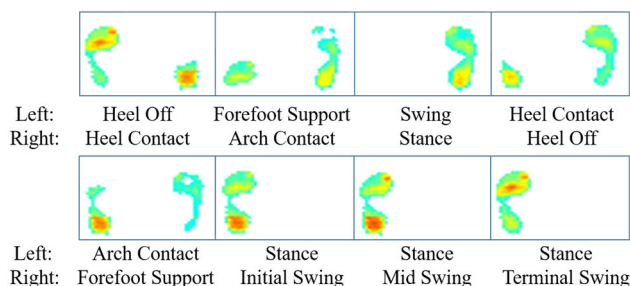 Left: Heel Off Forefoot Support Swing Heel Contact
Right: Heel Contact Arch Contact Stance Heel Off
Left: Arch Contact Stance Stance Stance
Right: Forefoot Support Initial Swing Mid Swing Terminal Swing